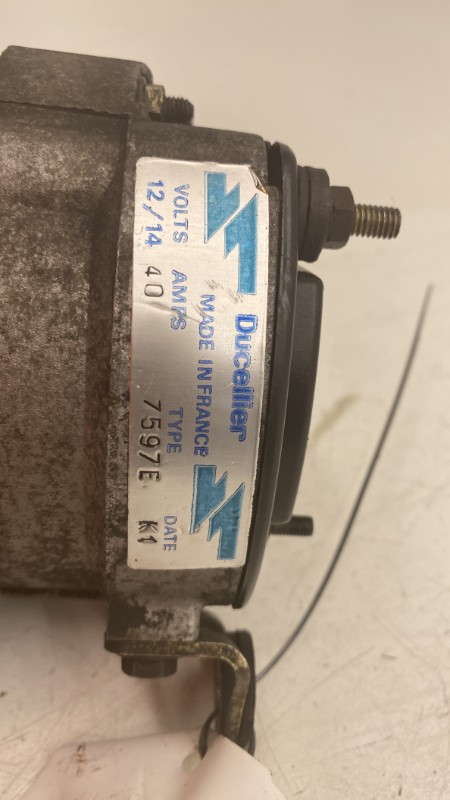 Ducellier
MADE IN FRANCE
VOLTS AMPS TYPE DATE
12/14 40 7597E K1